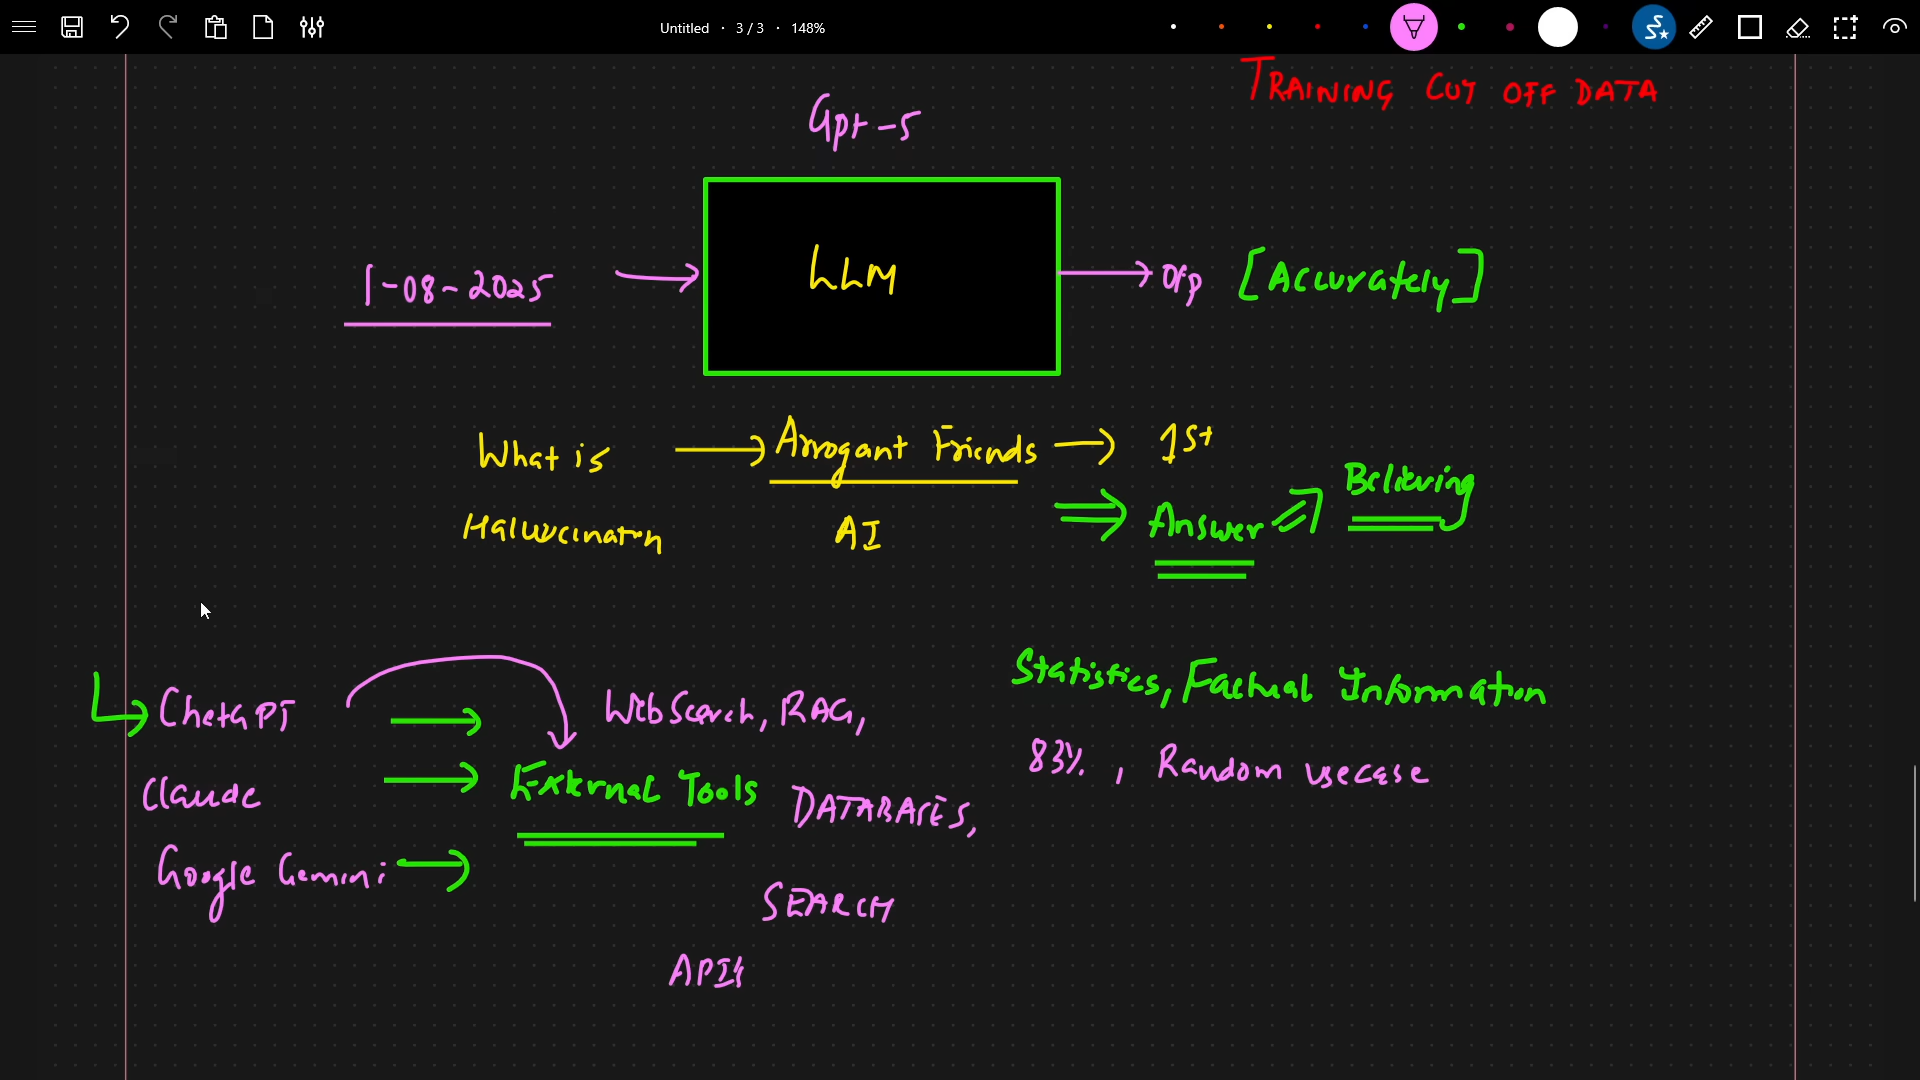 Untitled · 3 / 3 · 148%
TRAINING CUT OFF DATA
Gpt-5
1-08-2025
LLM
O/p [Accurately]
What is
Arrogant Friends
1st
Believing
Hallucination
AI
Answer
Statistics, Factual Information
ChatGPT
WebSearch, RAG,
83%, Random usecase
Claude
External Tools
DATABASES,
Google Gemini
SEARCH
API's